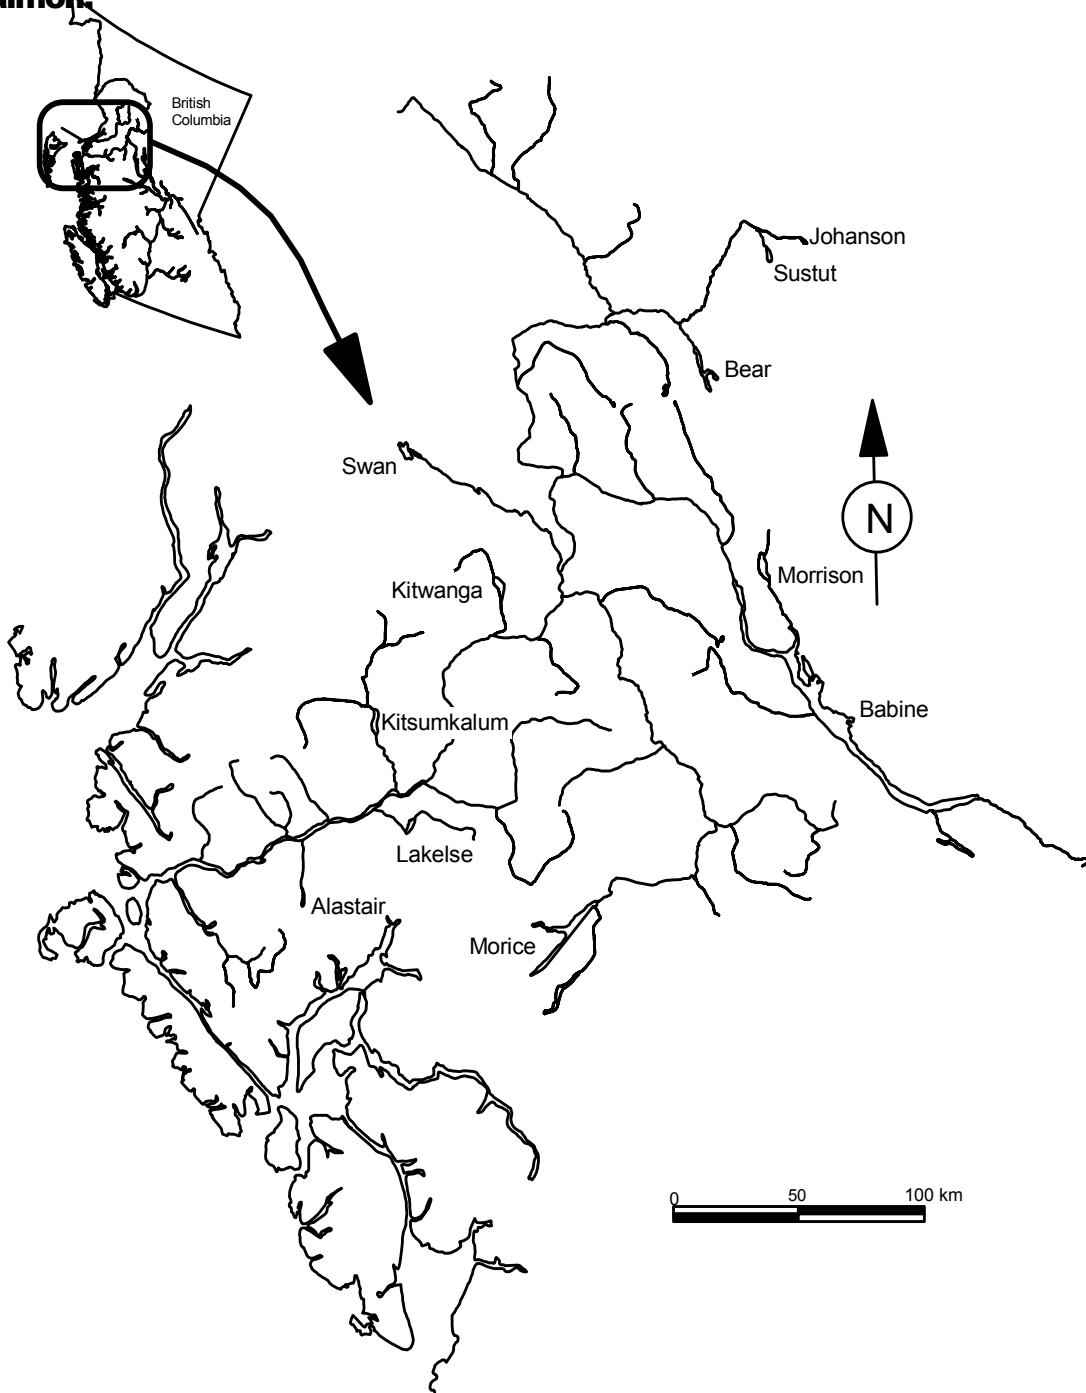 British
Columbia
Johanson
Sustut
Bear
Swan
N
Morrison
Kitwanga
Babine
Kitsumkalum
Lakelse
Alastair
Morice
0 50 100 km